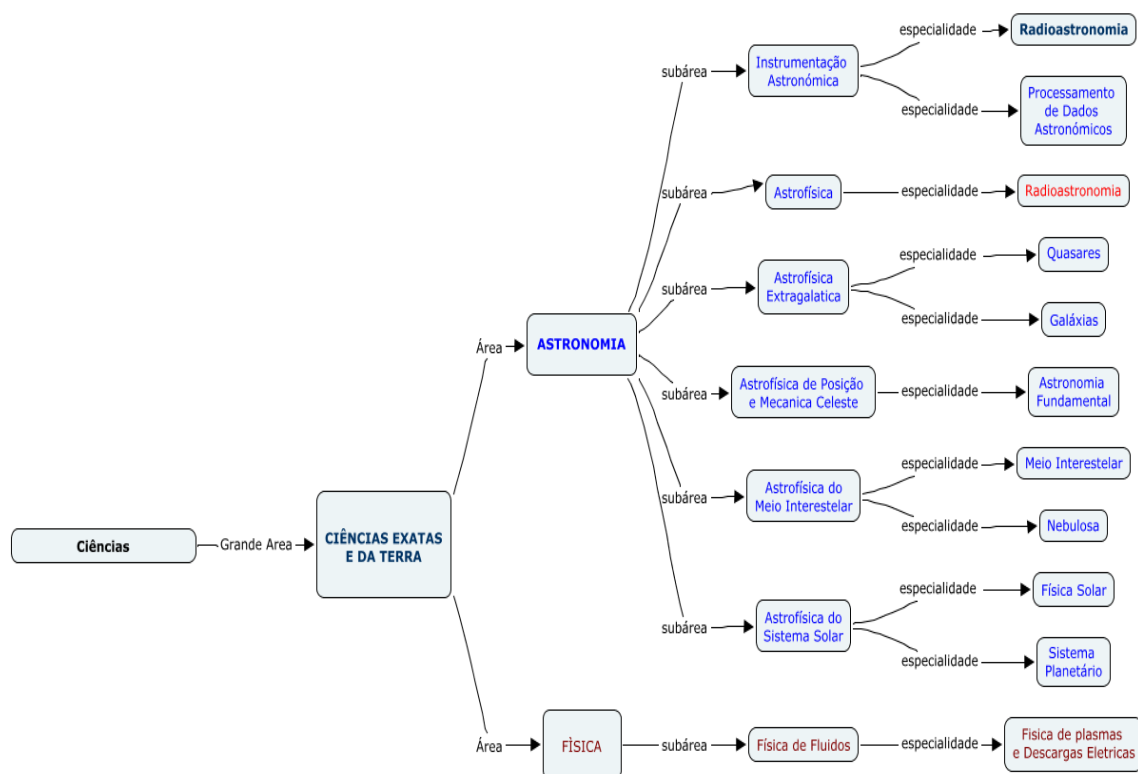 especialidade
Radioastronomia
subárea
Instrumentação
Astronómica
especialidade
Processamento
de Dados
Astronómicos
subárea
Astrofísica
especialidade
Radioastronomia
especialidade
Quasares
subárea
Astrofísica
Extragalatica
especialidade
Galáxias
Área
ASTRONOMIA
subárea
Astrofísica de Posição
e Mecanica Celeste
especialidade
Astronomia
Fundamental
especialidade
Meio Interestelar
subárea
Astrofísica do
Meio Interestelar
especialidade
Nebulosa
Ciências
Grande Area
CIÊNCIAS EXATAS
E DA TERRA
especialidade
Física Solar
subárea
Astrofísica do
Sistema Solar
especialidade
Sistema
Planetário
Área
FÌSICA
subárea
Física de Fluidos
especialidade
Fisica de plasmas
e Descargas Eletricas